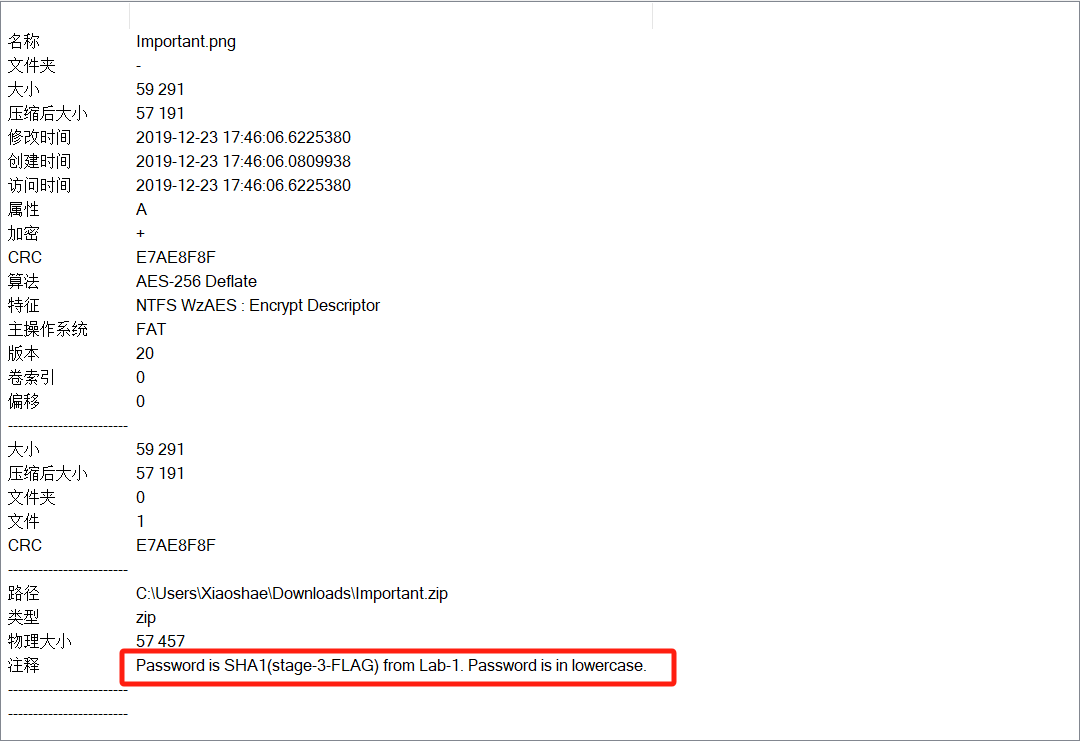 名称 Important.png
文件夹 -
大小 59 291
压缩后大小 57 191
修改时间 2019-12-23 17:46:06.6225380
创建时间 2019-12-23 17:46:06.0809938
访问时间 2019-12-23 17:46:06.6225380
属性 A
加密 +
CRC E7AE8F8F
算法 AES-256 Deflate
特征 NTFS WzAES : Encrypt Descriptor
主操作系统 FAT
版本 20
卷索引 0
偏移 0
------------------------
大小 59 291
压缩后大小 57 191
文件夹 0
文件 1
CRC E7AE8F8F
------------------------
路径 C:\Users\Xiaoshae\Downloads\Important.zip
类型 zip
物理大小 57 457
注释 Password is SHA1(stage-3-FLAG) from Lab-1. Password is in lowercase.
------------------------
------------------------